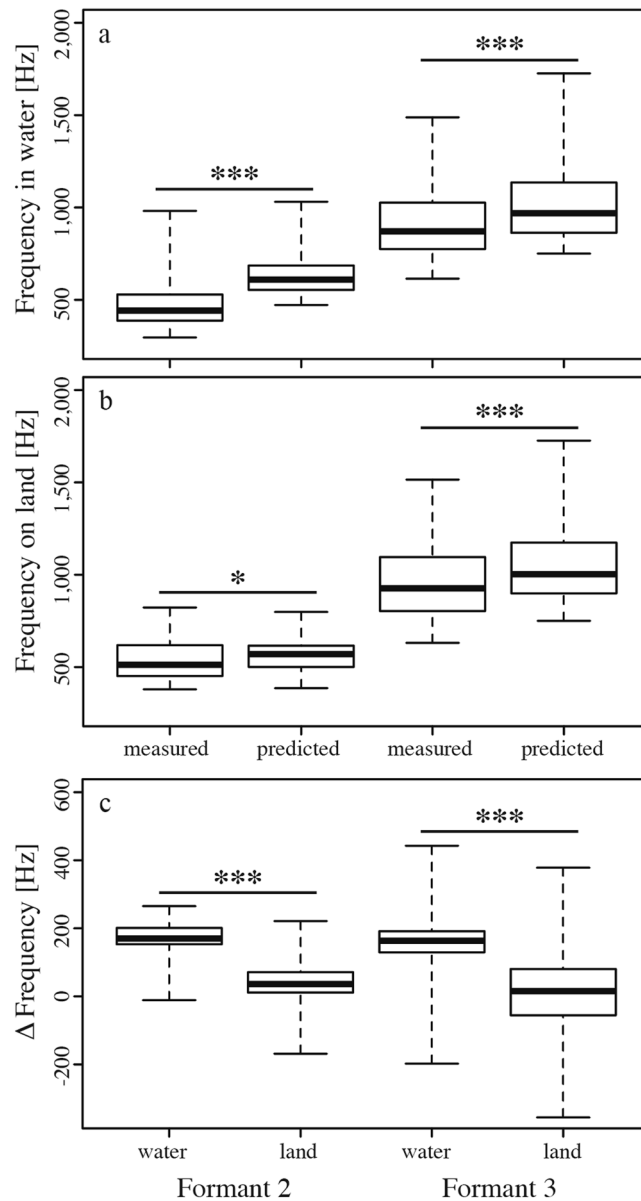 a
Frequency in water [Hz]
2,000
1,500
1,000
500
***
***
b
Frequency on land [Hz]
2,000
1,500
1,000
500
*
***
measured predicted measured predicted
c
Δ Frequency [Hz]
600
400
200
0
-200
***
***
water land water land
Formant 2 Formant 3